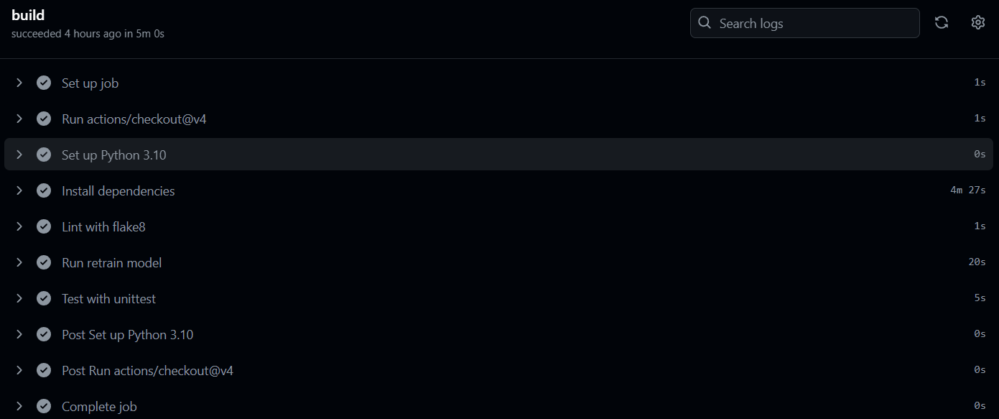 build
succeeded 4 hours ago in 5m 0s
Search logs
Set up job 1s
Run actions/checkout@v4 1s
Set up Python 3.10 0s
Install dependencies 4m 27s
Lint with flake8 1s
Run retrain model 20s
Test with unittest 5s
Post Set up Python 3.10 0s
Post Run actions/checkout@v4 0s
Complete job 0s